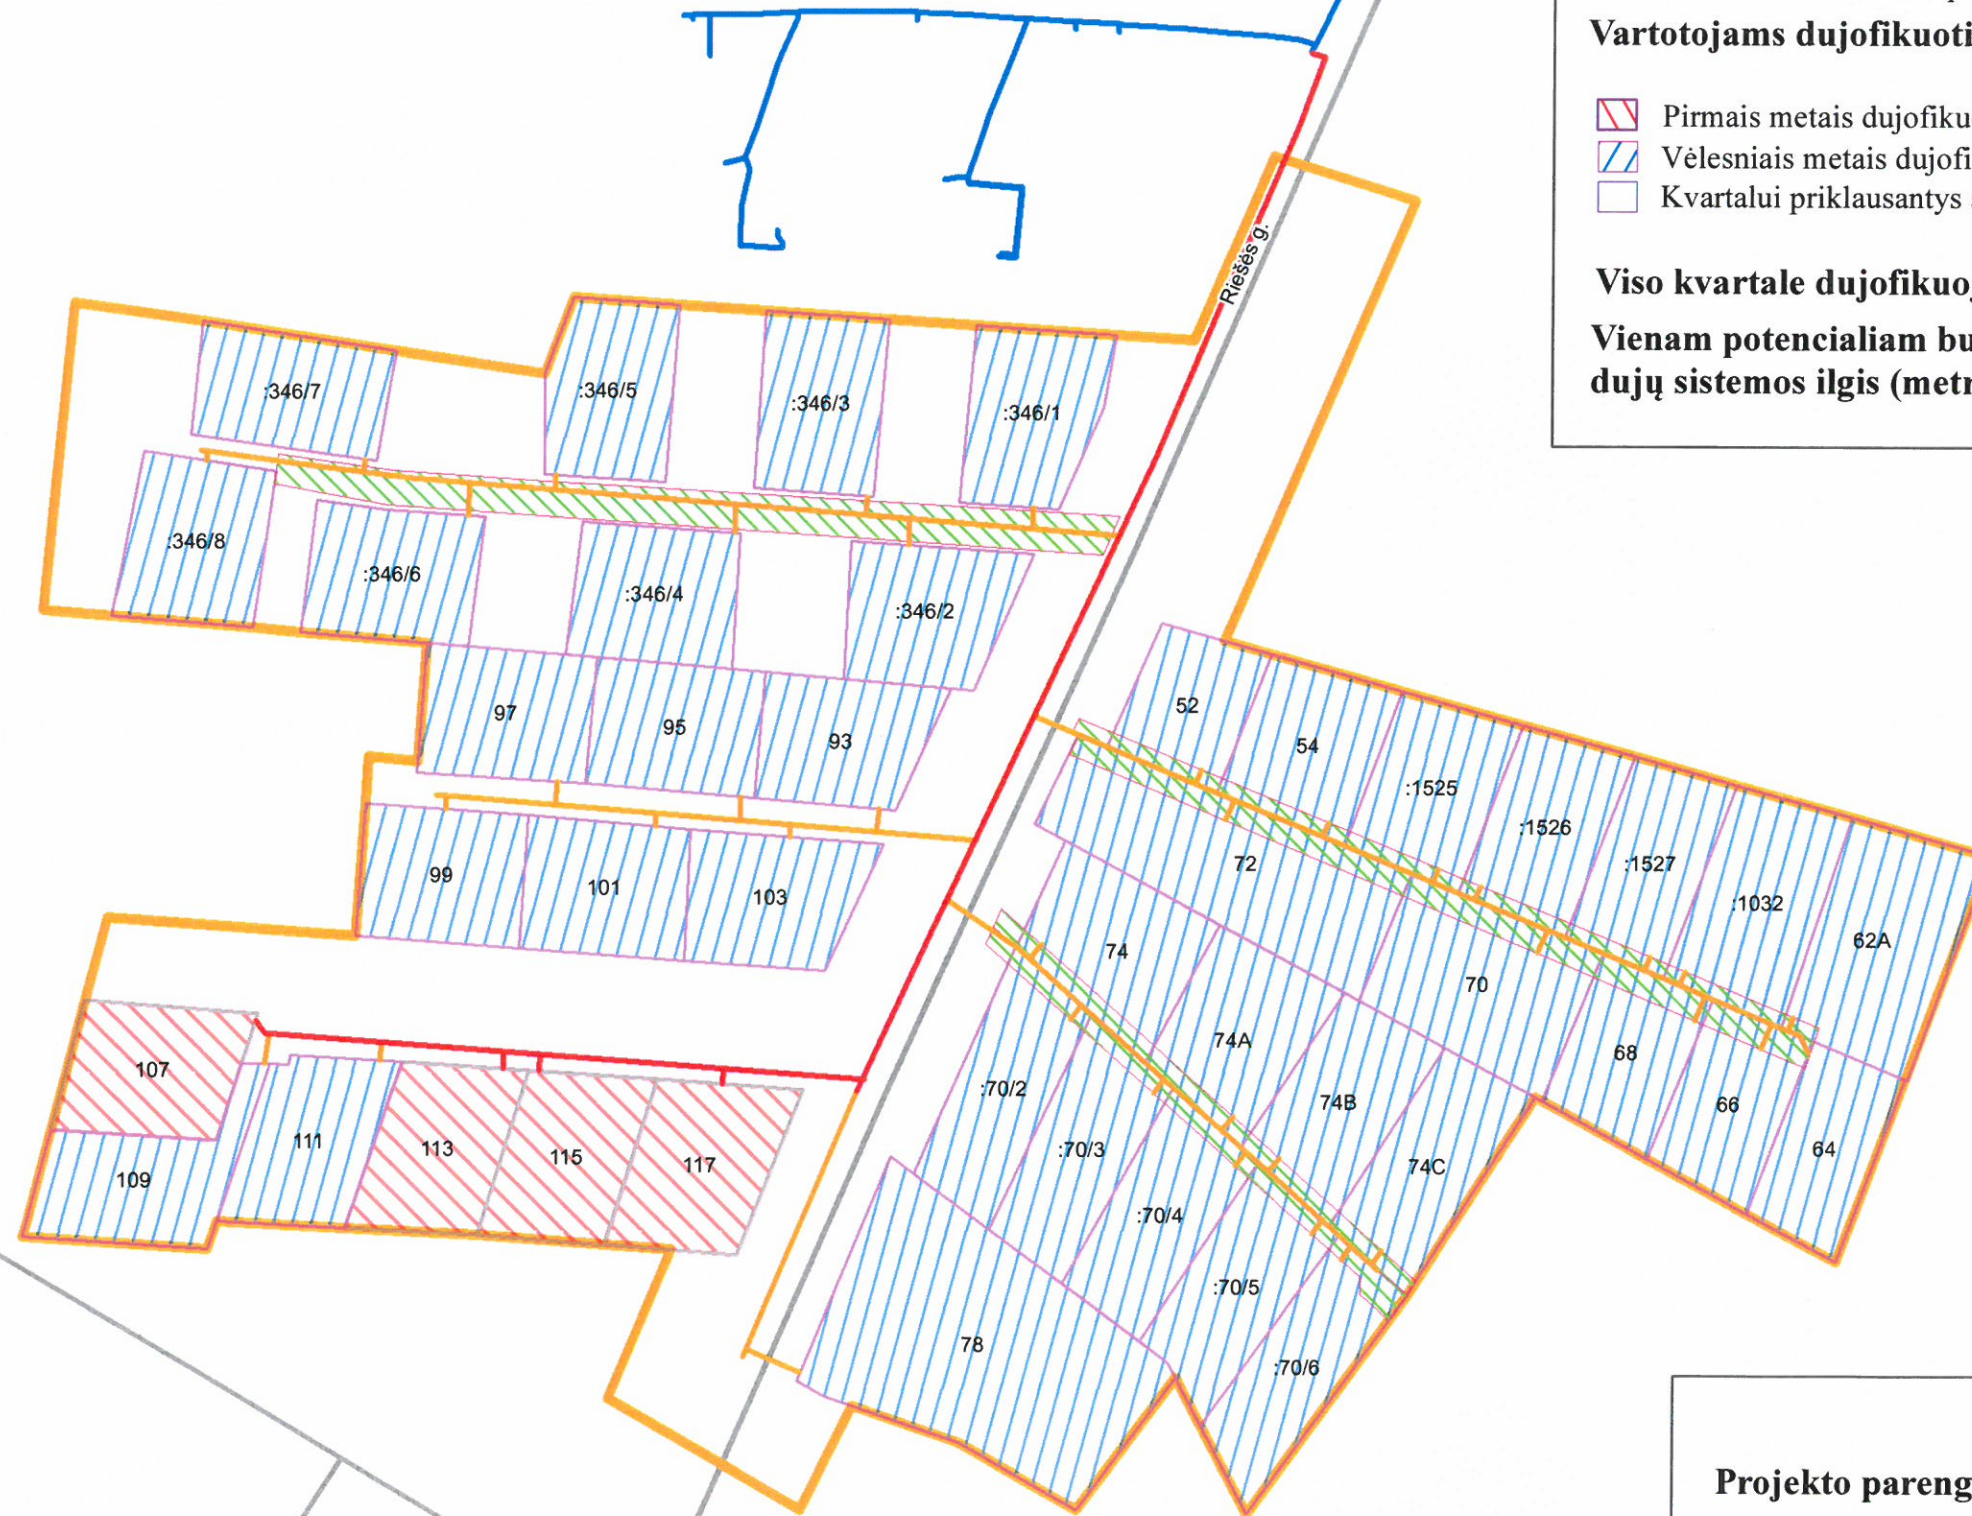 Vartotojams dujofikuoti
Pirmais metais dujofiku
Vėlesniais metais dujofi
Kvartalui priklausantys
Viso kvartale dujofikuoj
Vienam potencialiam bu
dujų sistemos ilgis (metr
Riešės g.
:346/7
:346/5
:346/3
:346/1
:346/8
:346/6
:346/4
:346/2
97
95
93
99
101
103
52
54
:1525
:1526
:1527
:1032
62A
72
70
68
66
64
74
74A
74B
74C
:70/2
:70/3
:70/4
:70/5
:70/6
78
107
109
111
113
115
117
Projekto pareng